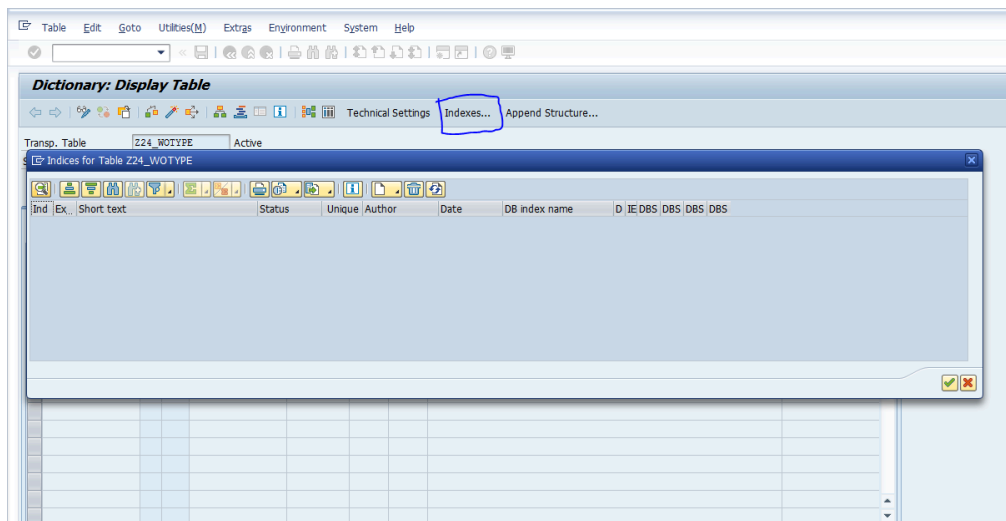 Table Edit Goto Utilities(M) Extras Environment System Help
Dictionary: Display Table
Technical Settings Indexes... Append Structure...
Transp. Table Z24_WOTYPE Active
Indices for Table Z24_WOTYPE
Ind Ex.. Short text Status Unique Author Date DB index name D IE DBS DBS DBS DBS